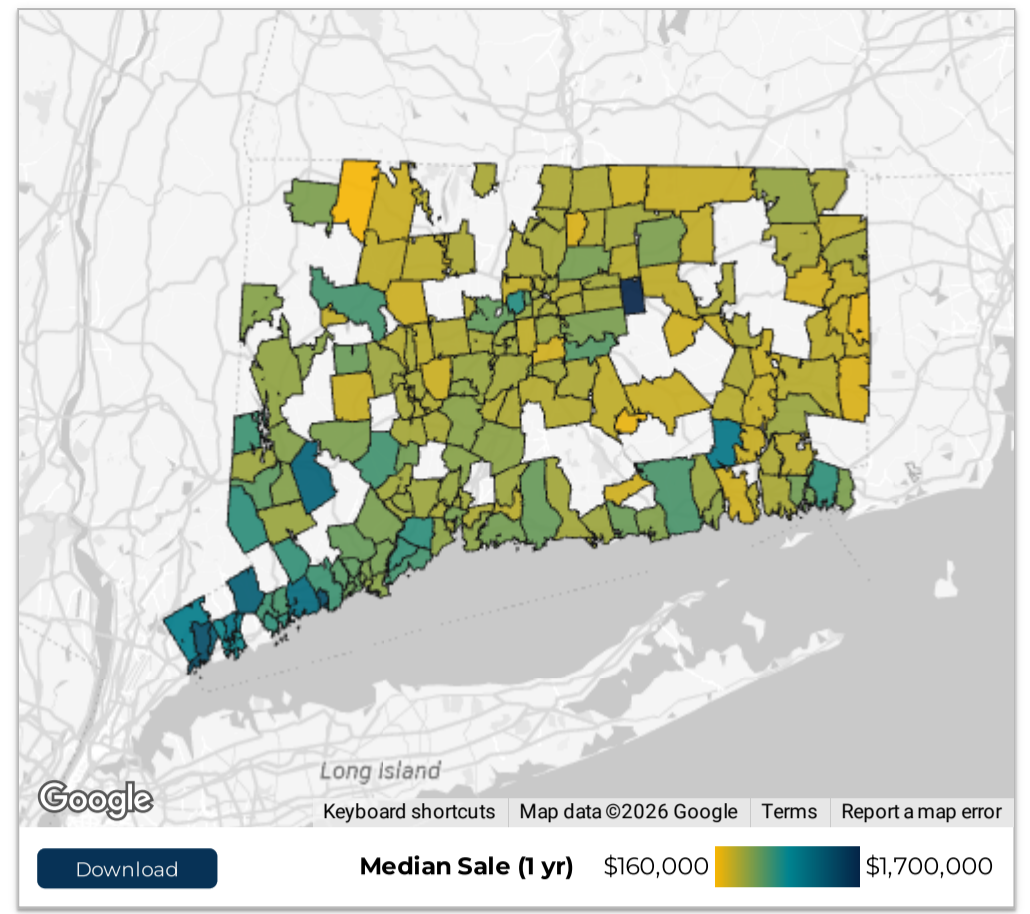 Long Island
Google
Keyboard shortcuts Map data ©2026 Google Terms Report a map error
Download Median Sale (1 yr) $160,000 $1,700,000